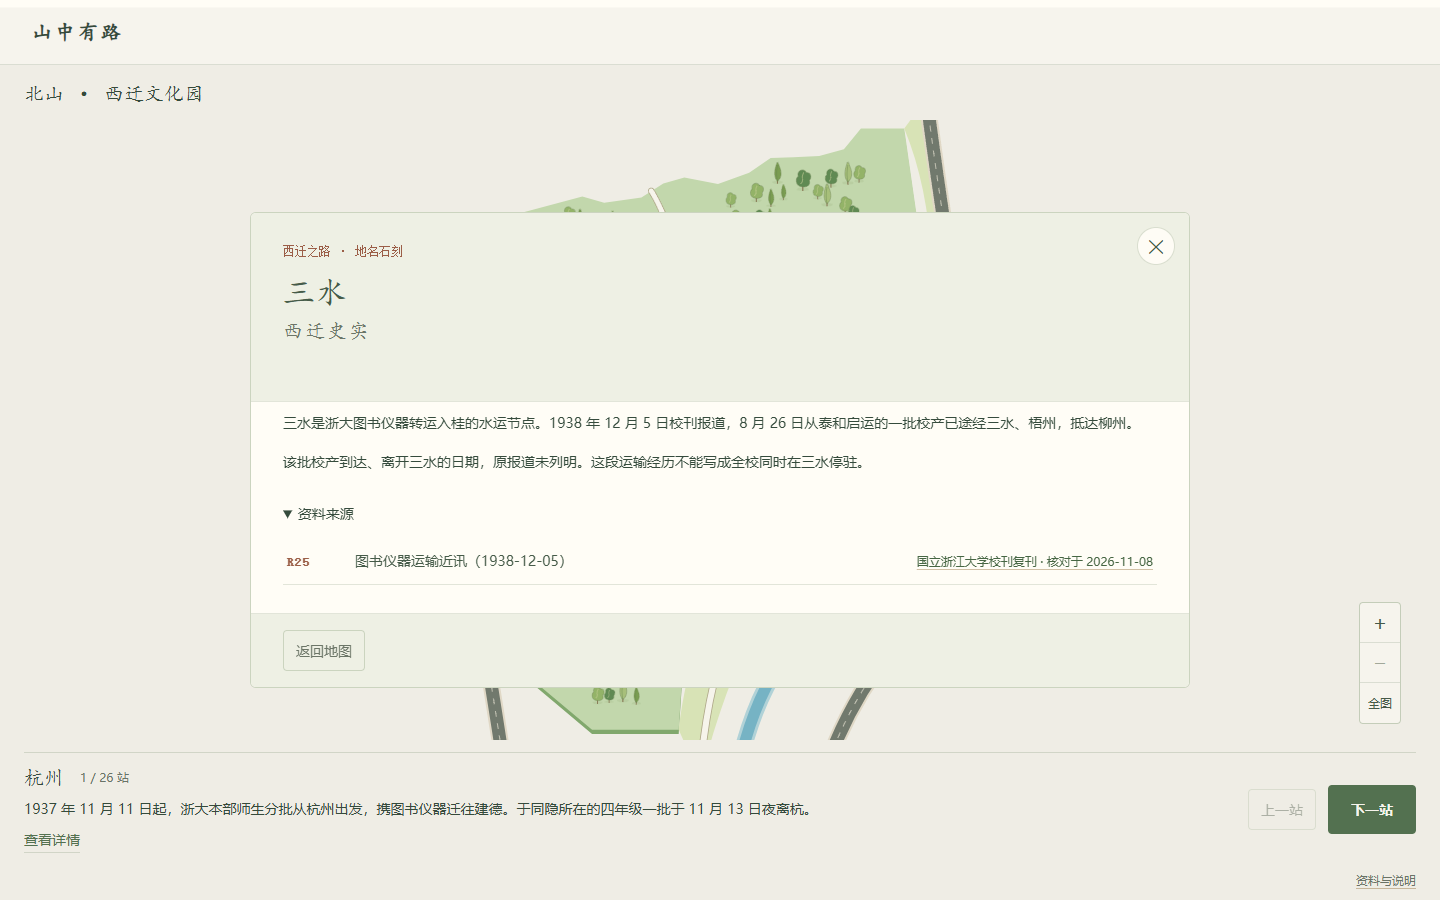 山中有路
北山 • 西迁文化园
西迁之路 · 地名石刻
三水
西迁史实
三水是浙大图书仪器转运入桂的水运节点。1938 年 12 月 5 日校刊报道，8 月 26 日从泰和启运的一批校产已途经三水、梧州，抵达柳州。
该批校产到达、离开三水的日期，原报道未列明。这段运输经历不能写成全校同时在三水停驻。
▼ 资料来源
R25 图书仪器运输近讯（1938-12-05） 国立浙江大学校刊复刊 · 核对于 2026-11-08
返回地图
+
−
全图
杭州 1 / 26 站
1937 年 11 月 11 日起，浙大本部师生分批从杭州出发，携图书仪器迁往建德。于同隐所在的四年级一批于 11 月 13 日夜离杭。
查看详情
上一站 下一站
资料与说明